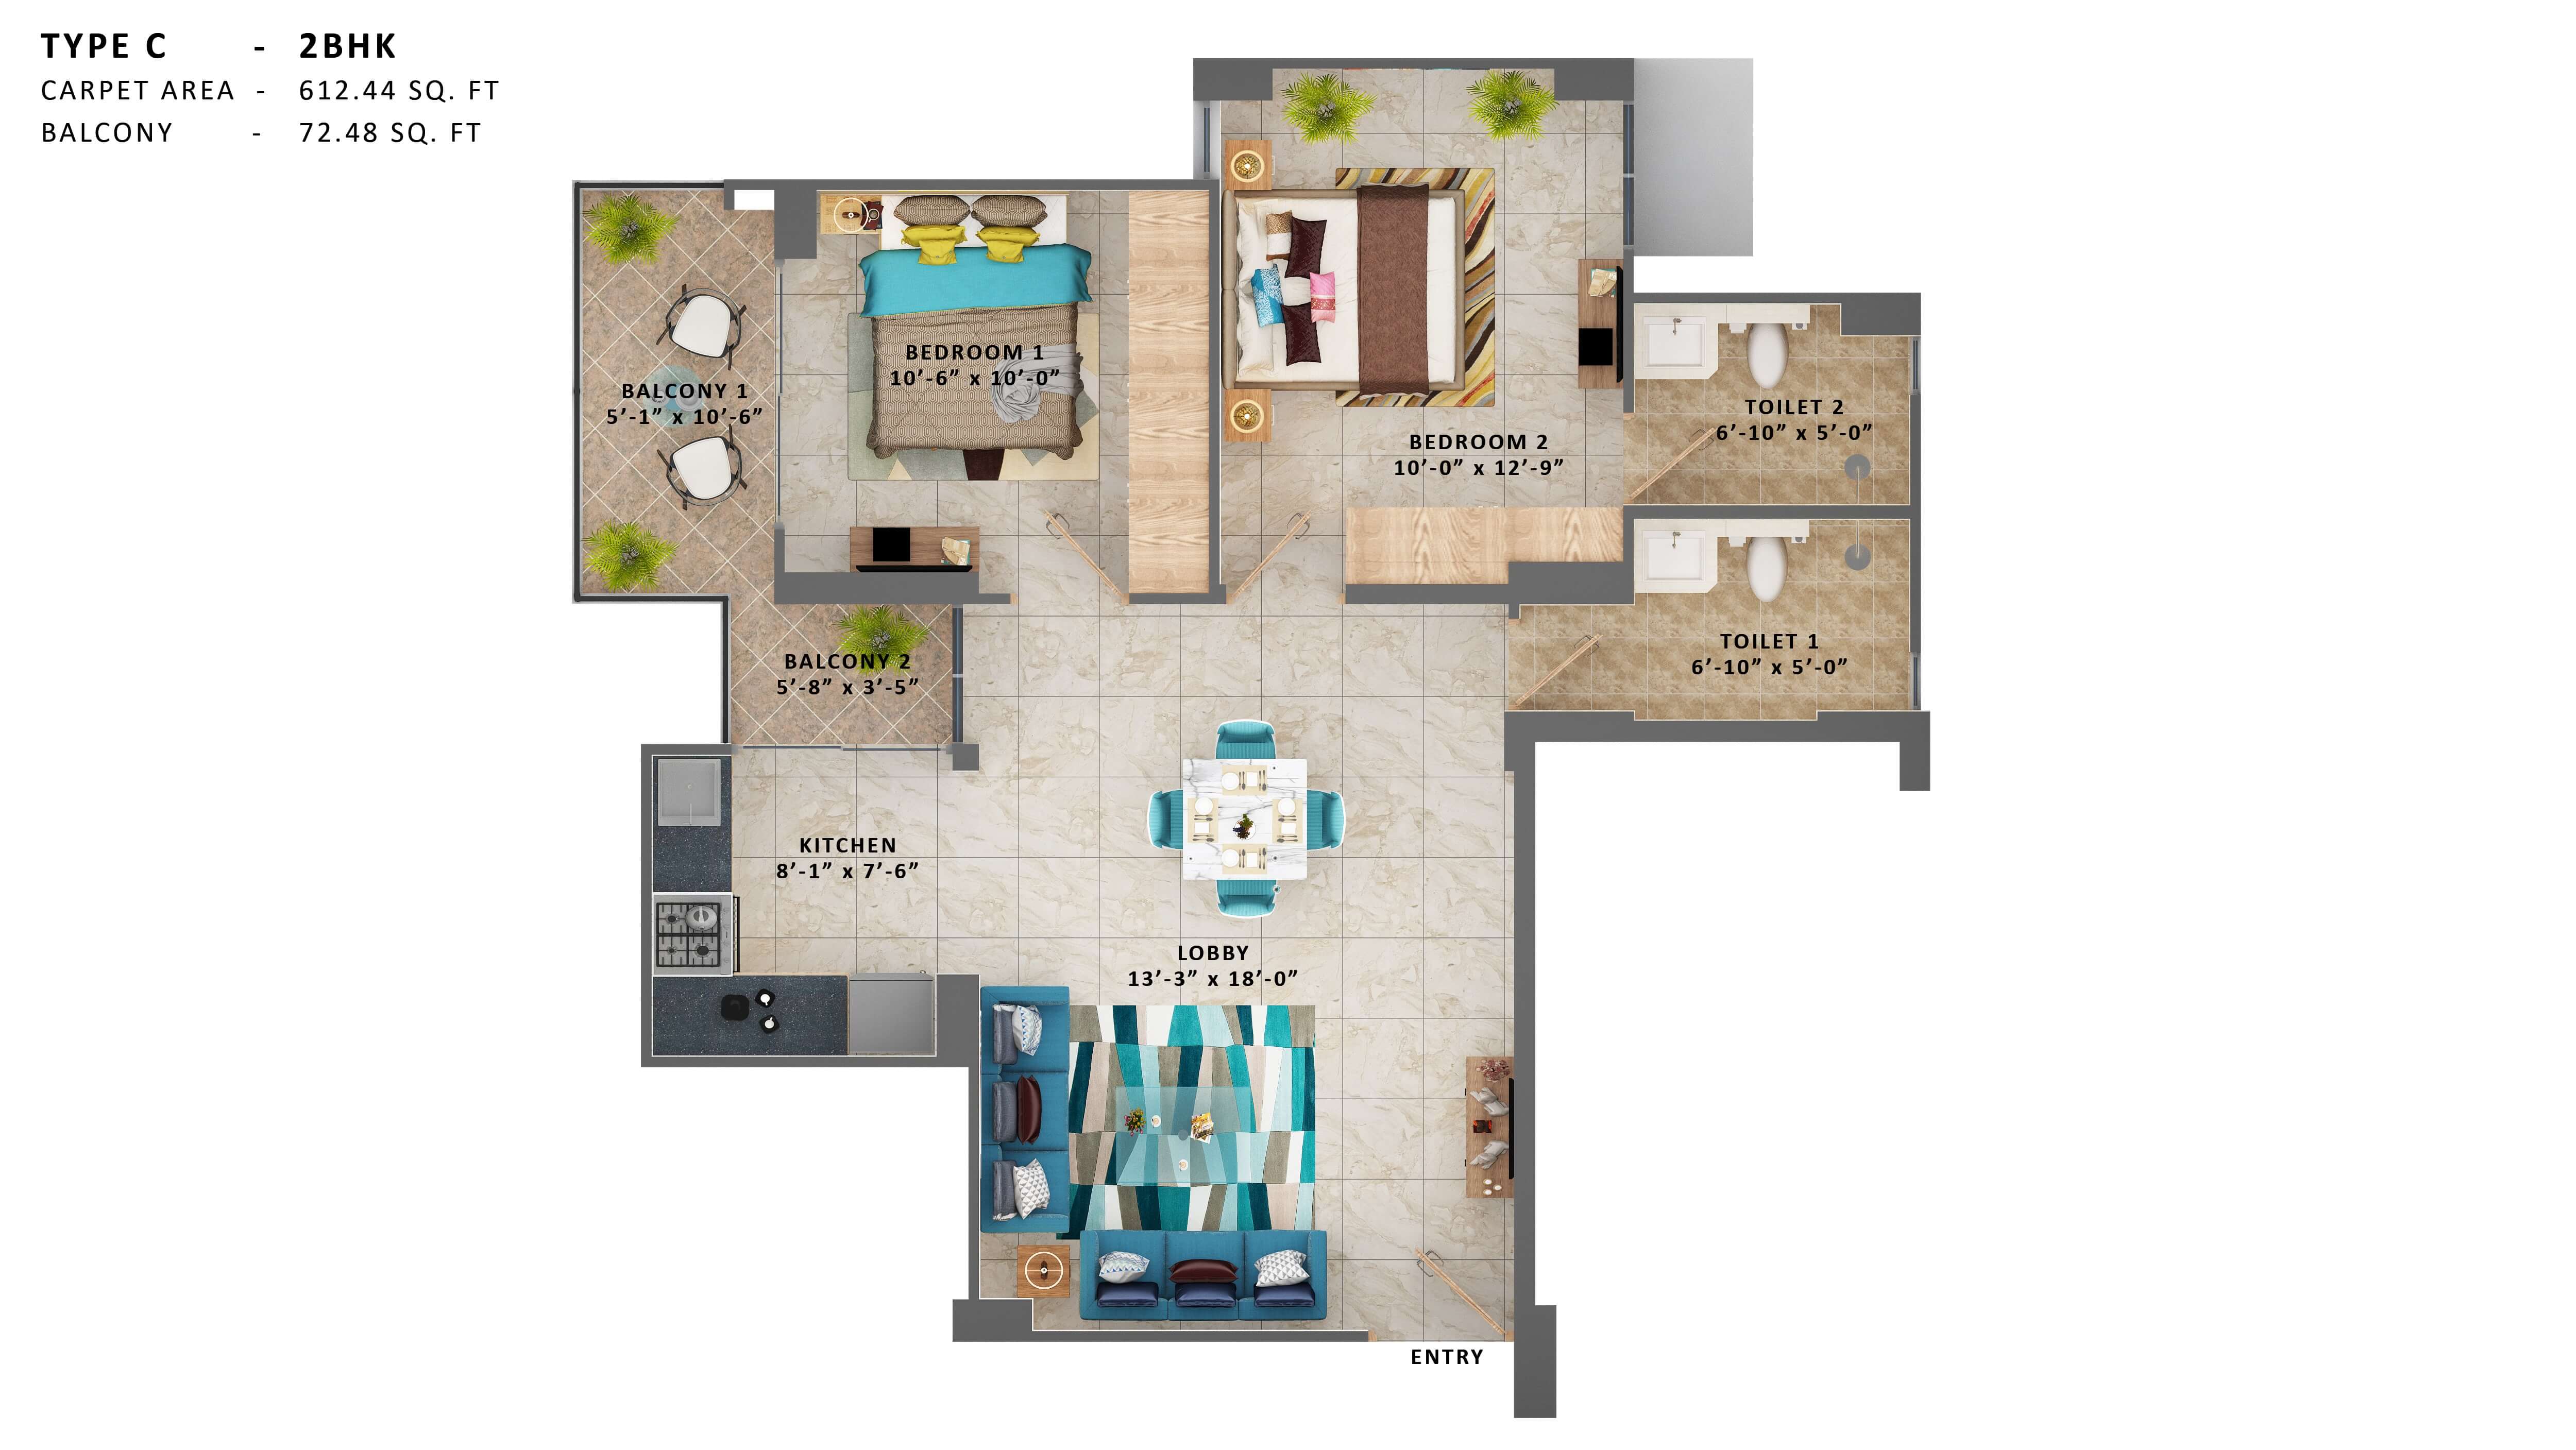 TYPE C - 2BHK
CARPET AREA - 612.44 SQ. FT
BALCONY - 72.48 SQ. FT
BEDROOM 1
10’-6” x 10’-0”
BALCONY 1
5’-1” x 10’-6”
BEDROOM 2
10’-0” x 12’-9”
TOILET 2
6’-10” x 5’-0”
TOILET 1
6’-10” x 5’-0”
BALCONY 2
5’-8” x 3’-5”
KITCHEN
8’-1” x 7’-6”
LOBBY
13’-3” x 18’-0”
ENTRY